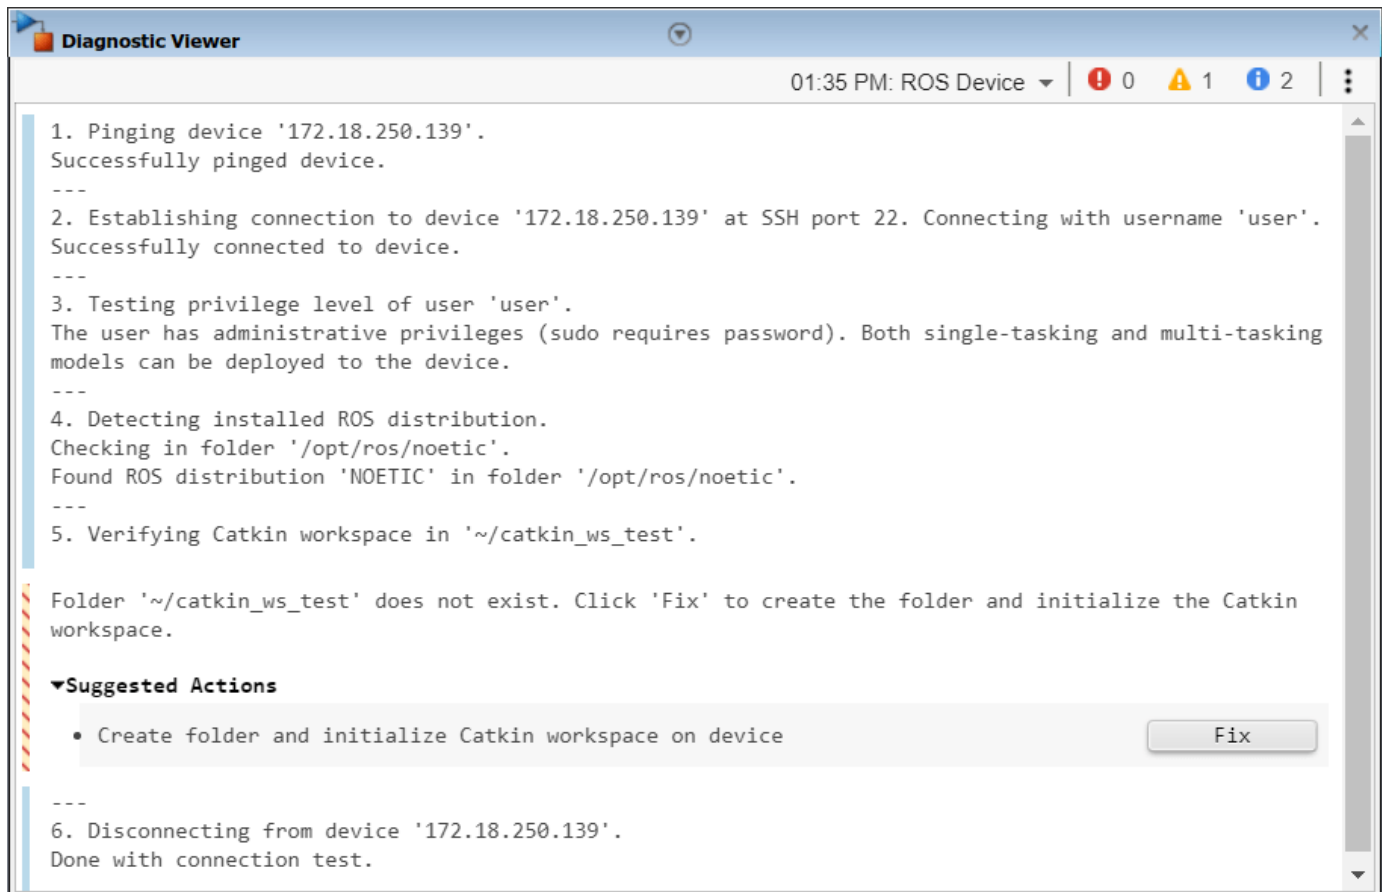 Diagnostic Viewer
01:35 PM: ROS Device 0 1 2
1. Pinging device '172.18.250.139'.
Successfully pinged device.
---
2. Establishing connection to device '172.18.250.139' at SSH port 22. Connecting with username 'user'.
Successfully connected to device.
---
3. Testing privilege level of user 'user'.
The user has administrative privileges (sudo requires password). Both single-tasking and multi-tasking
models can be deployed to the device.
---
4. Detecting installed ROS distribution.
Checking in folder '/opt/ros/noetic'.
Found ROS distribution 'NOETIC' in folder '/opt/ros/noetic'.
---
5. Verifying Catkin workspace in '~/catkin_ws_test'.
Folder '~/catkin_ws_test' does not exist. Click 'Fix' to create the folder and initialize the Catkin
workspace.
Suggested Actions
• Create folder and initialize Catkin workspace on device Fix
---
6. Disconnecting from device '172.18.250.139'.
Done with connection test.